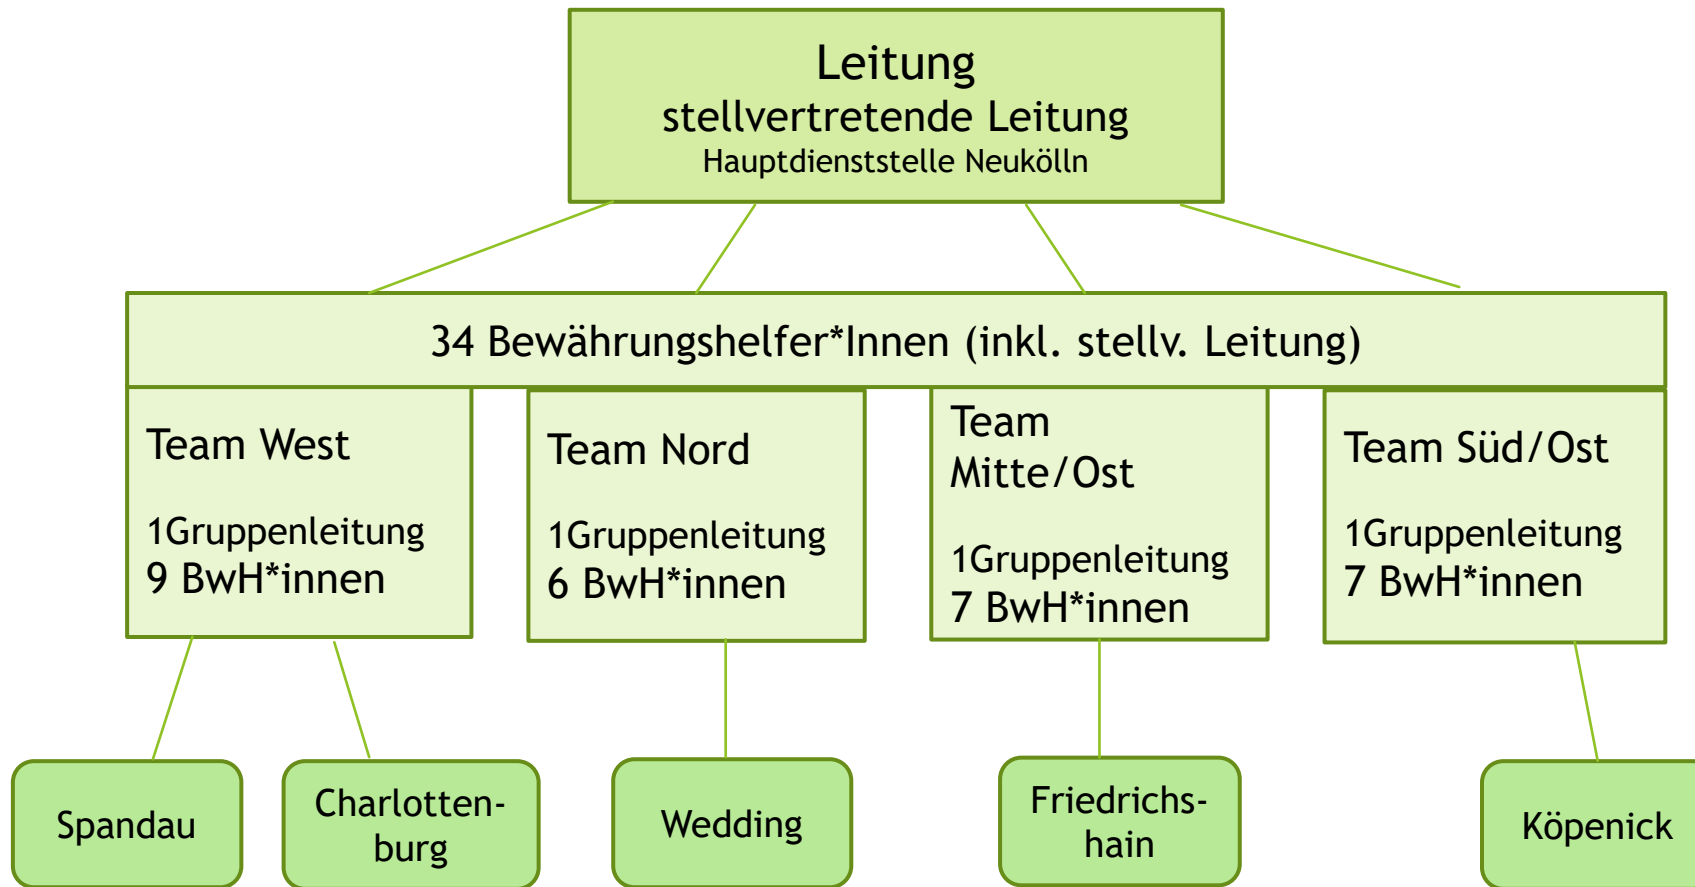 Leitung
stellvertretende Leitung
Hauptdienststelle Neukölln
34 Bewährungshelfer*Innen (inkl. stellv. Leitung)
Team West
1Gruppenleitung
9 BwH*innen
Team Nord
1Gruppenleitung
6 BwH*innen
Team
Mitte/Ost
1Gruppenleitung
7 BwH*innen
Team Süd/Ost
1Gruppenleitung
7 BwH*innen
Spandau
Charlotten-
burg
Wedding
Friedrichs-
hain
Köpenick